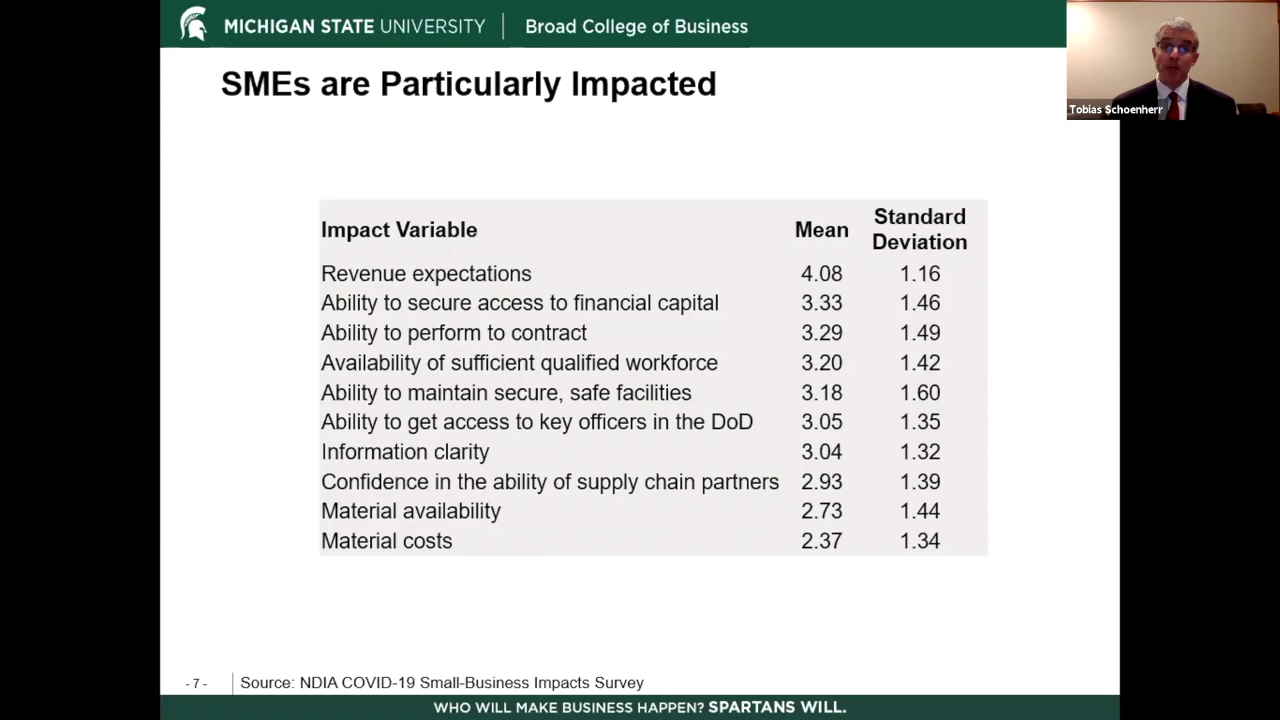 MICHIGAN STATE UNIVERSITY | Broad College of Business
Tobias Schoenherr
SMEs are Particularly Impacted
Impact Variable Mean Standard Deviation
Revenue expectations 4.08 1.16
Ability to secure access to financial capital 3.33 1.46
Ability to perform to contract 3.29 1.49
Availability of sufficient qualified workforce 3.20 1.42
Ability to maintain secure, safe facilities 3.18 1.60
Ability to get access to key officers in the DoD 3.05 1.35
Information clarity 3.04 1.32
Confidence in the ability of supply chain partners 2.93 1.39
Material availability 2.73 1.44
Material costs 2.37 1.34
- 7 - Source: NDIA COVID-19 Small-Business Impacts Survey
WHO WILL MAKE BUSINESS HAPPEN? SPARTANS WILL.